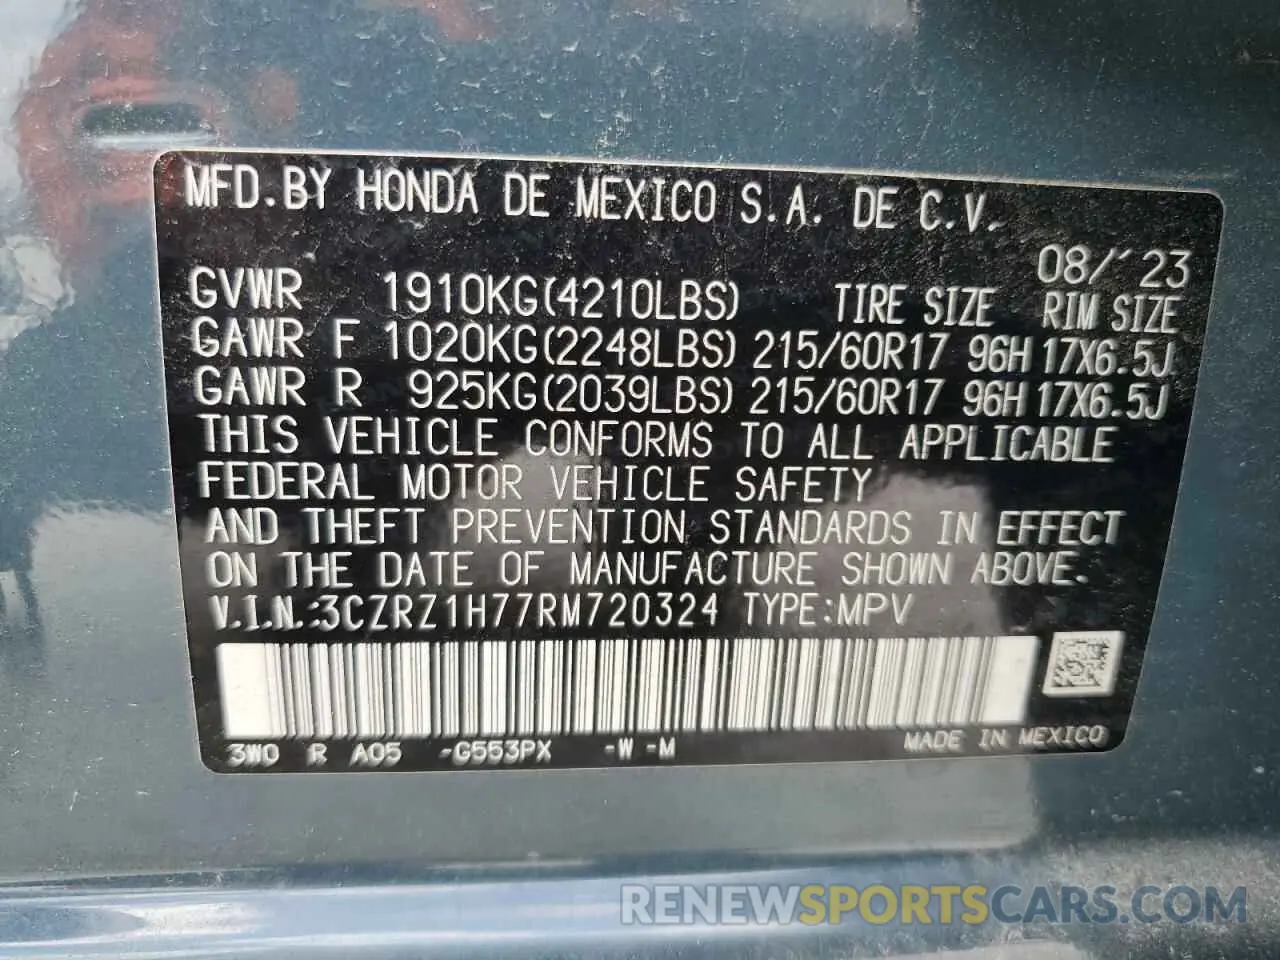 MFD.BY HONDA DE MEXICO S.A. DE C.V.
08/´23
GVWR 1910KG(4210LBS) TIRE SIZE RIM SIZE
GAWR F 1020KG(2248LBS) 215/60R17 96H 17X6.5J
GAWR R 925KG(2039LBS) 215/60R17 96H 17X6.5J
THIS VEHICLE CONFORMS TO ALL APPLICABLE
FEDERAL MOTOR VEHICLE SAFETY
AND THEFT PREVENTION STANDARDS IN EFFECT
ON THE DATE OF MANUFACTURE SHOWN ABOVE.
V.I.N.:3CZRZ1H77RM720324 TYPE:MPV
3W0 R A05 -G553PX -W -M MADE IN MEXICO
RENEWSPORTSCARS.COM/23